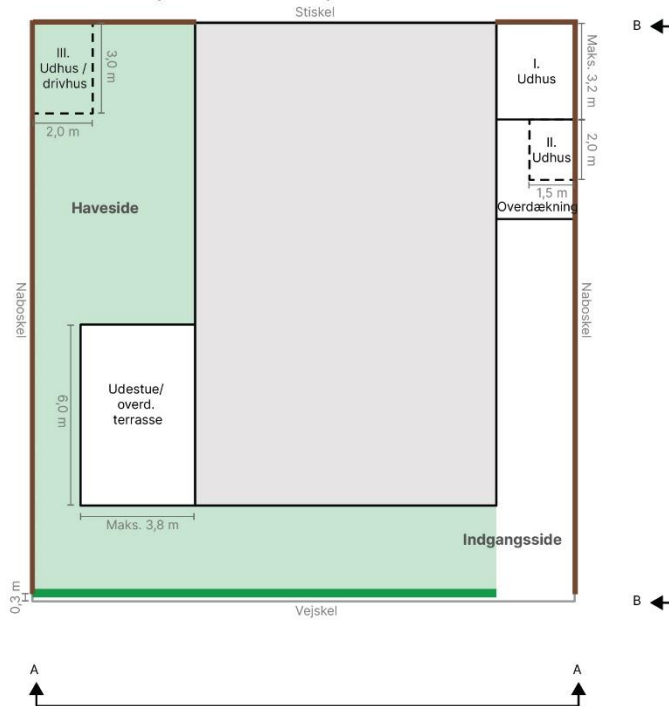 Stiskel
B
III.
Udhus /
drivhus
3,0 m
2,0 m
I.
Udhus
Maks. 3,2 m
II.
Udhus
2,0 m
1,5 m
Overdækning
Haveside
Naboskel
Naboskel
6,0 m
Udestue/
overd.
terrasse
Maks. 3,8 m
Indgangsside
0,3 m
Vejskel
B
A
A